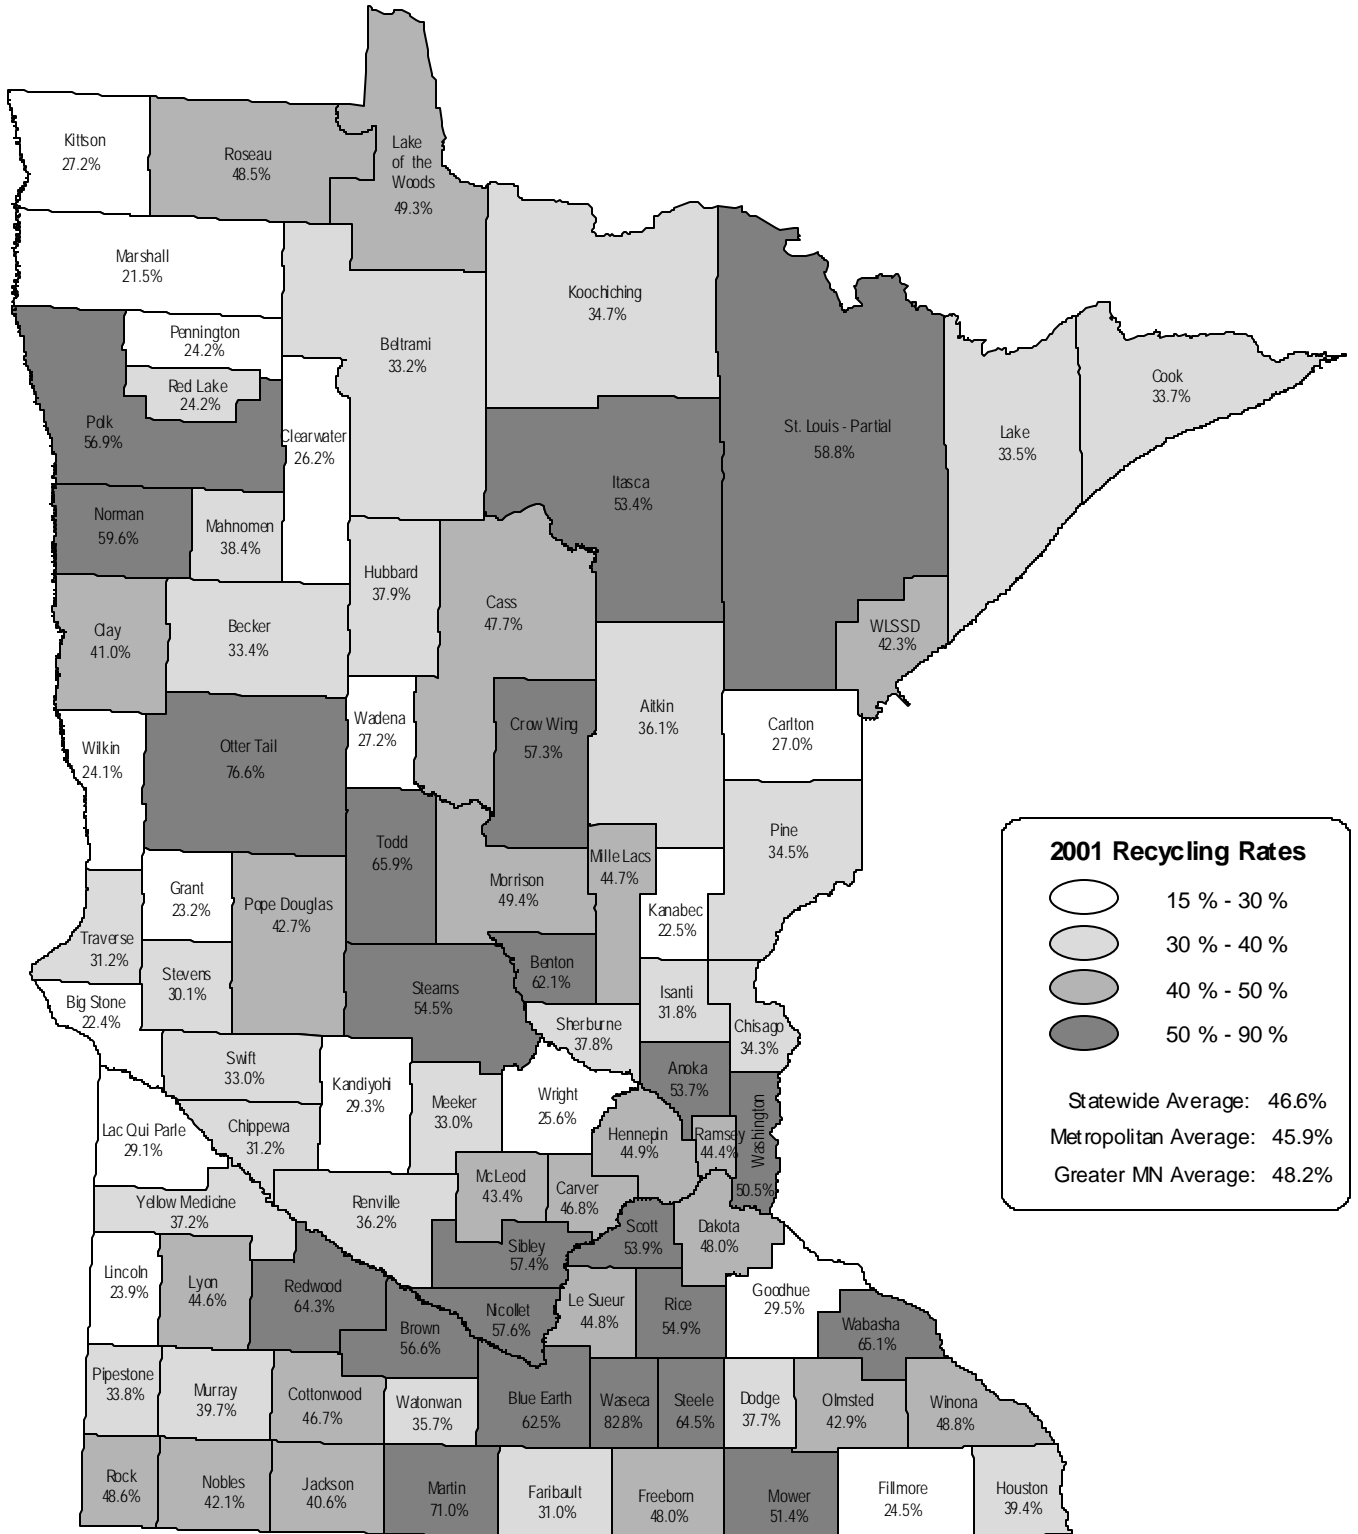 Kittson
27.2%
Roseau
48.5%
Lake
of the
Woods
49.3%
Marshall
21.5%
Koochiching
34.7%
Pennington
24.2%
Beltrami
33.2%
Red Lake
24.2%
Polk
56.9%
Clearwater
26.2%
St. Louis - Partial
58.8%
Lake
33.5%
Cook
33.7%
Itasca
53.4%
Norman
59.6%
Mahnomen
38.4%
Hubbard
37.9%
Cass
47.7%
Clay
41.0%
Becker
33.4%
WLSSD
42.3%
Wilkin
24.1%
Otter Tail
76.6%
Wadena
27.2%
Crow Wing
57.3%
Aitkin
36.1%
Carlton
27.0%
Todd
65.9%
Mille Lacs
44.7%
Pine
34.5%
Grant
23.2%
Pope Douglas
42.7%
Morrison
49.4%
Kanabec
22.5%
Traverse
31.2%
Stevens
30.1%
Big Stone
22.4%
Stearns
54.5%
Benton
62.1%
Isanti
31.8%
Sherburne
37.8%
Chisago
34.3%
Swift
33.0%
Kandiyohi
29.3%
Meeker
33.0%
Wright
25.6%
Anoka
53.7%
Washington
50.5%
Lac Qui Parle
29.1%
Chippewa
31.2%
Hennepin
44.9%
Ramsey
44.4%
Yellow Medicine
37.2%
Renville
36.2%
McLeod
43.4%
Carver
46.8%
Scott
53.9%
Dakota
48.0%
Lincoln
23.9%
Lyon
44.6%
Redwood
64.3%
Sibley
57.4%
Brown
56.6%
Nicollet
57.6%
Le Sueur
44.8%
Rice
54.9%
Goodhue
29.5%
Wabasha
65.1%
Pipestone
33.8%
Murray
39.7%
Cottonwood
46.7%
Watonwan
35.7%
Blue Earth
62.5%
Waseca
82.8%
Steele
64.5%
Dodge
37.7%
Olmsted
42.9%
Winona
48.8%
Rock
48.6%
Nobles
42.1%
Jackson
40.6%
Martin
71.0%
Faribault
31.0%
Freeborn
48.0%
Mower
51.4%
Fillmore
24.5%
Houston
39.4%
2001 Recycling Rates
15 % - 30 %
30 % - 40 %
40 % - 50 %
50 % - 90 %
Statewide Average: 46.6%
Metropolitan Average: 45.9%
Greater MN Average: 48.2%